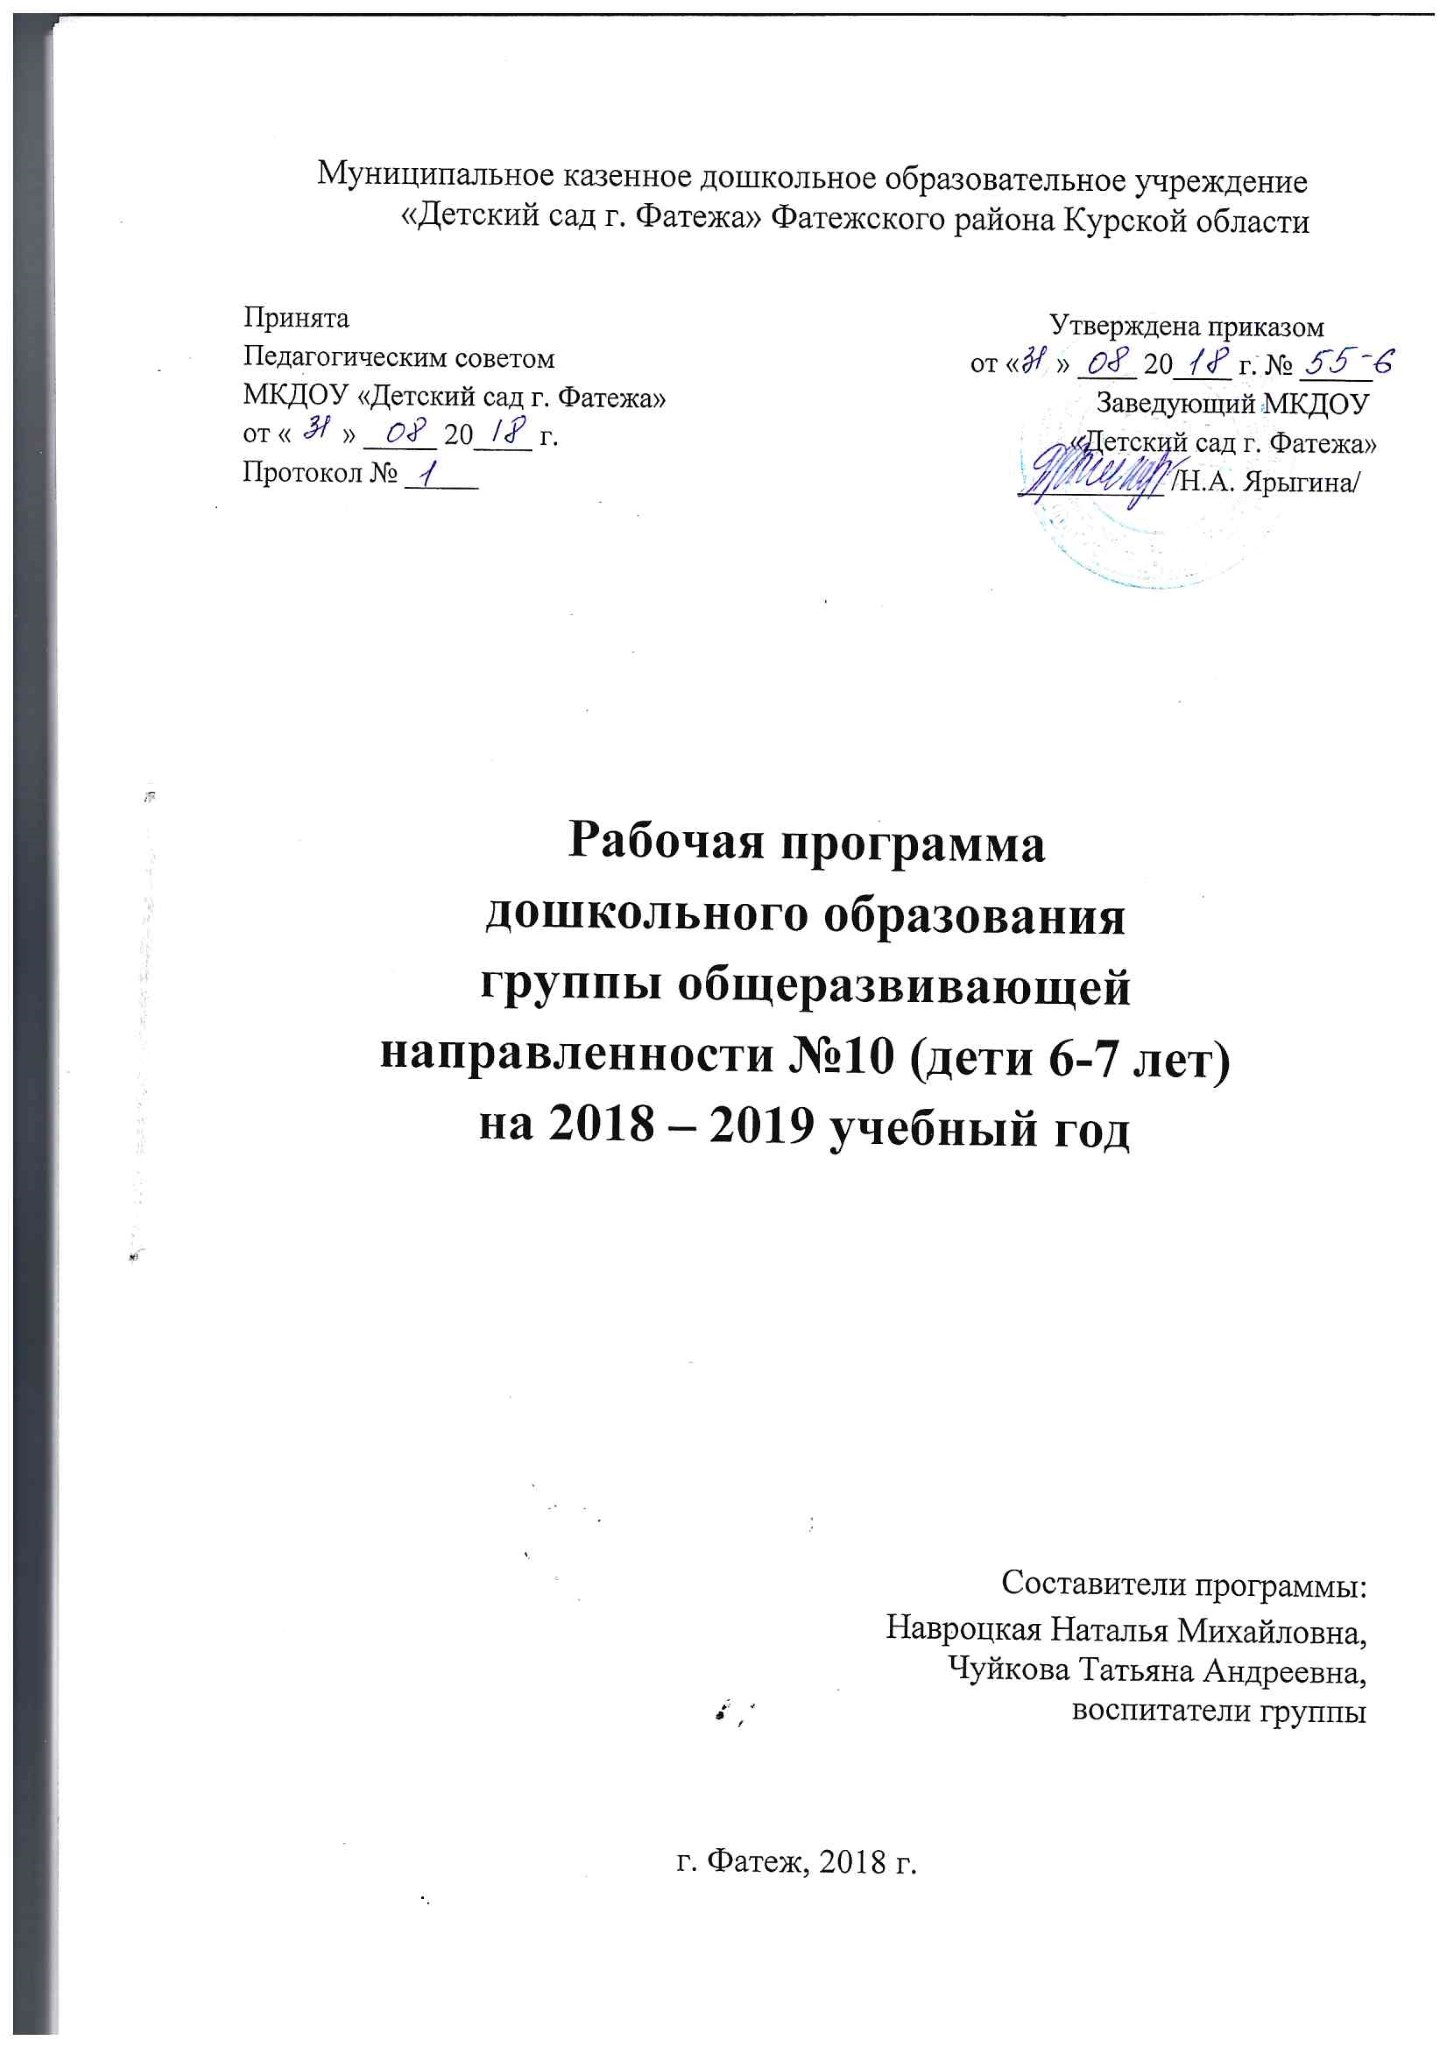 Муниципальное казенное дошкольное образовательное учреждение
«Детский сад г. Фатежа» Фатежского района Курской области
Принята
Педагогическим советом
МКДОУ «Детский сад г. Фатежа»
от « 31 » 08 20 18 г.
Протокол № 1
Утверждена приказом
от «31» 08 20 18 г. № 55-6
Заведующий МКДОУ
«Детский сад г. Фатежа»
/Н.А. Ярыгина/
Рабочая программа
дошкольного образования
группы общеразвивающей
направленности №10 (дети 6-7 лет)
на 2018 – 2019 учебный год
Составители программы:
Навроцкая Наталья Михайловна,
Чуйкова Татьяна Андреевна,
воспитатели группы
г. Фатеж, 2018 г.